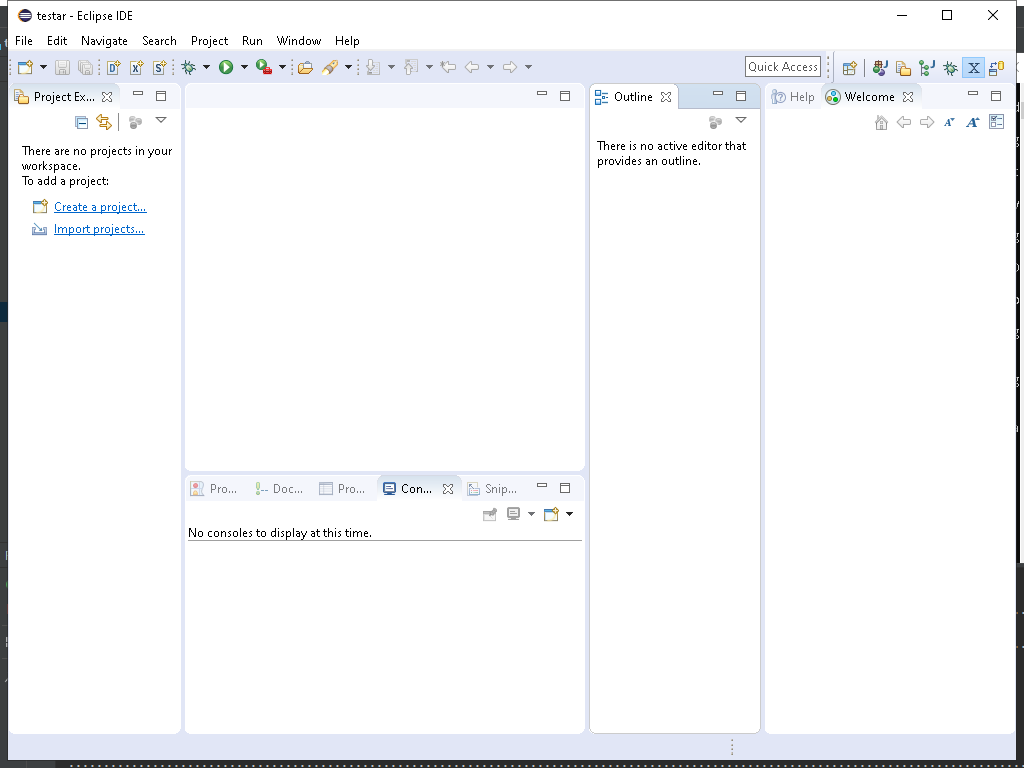 testar - Eclipse IDE
File Edit Navigate Search Project Run Window Help
Quick Access
Project Ex...
Outline
Help
Welcome
There are no projects in your
workspace.
To add a project:
Create a project...
Import projects...
There is no active editor that
provides an outline.
Pro...
Doc...
Pro...
Con...
Snip...
No consoles to display at this time.